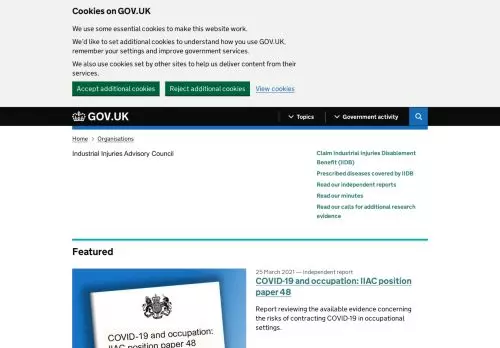 Cookies on GOV.UK
We use some essential cookies to make this website work.
We'd like to set additional cookies to understand how you use GOV.UK,
remember your settings and improve government services.
We also use cookies set by other sites to help us deliver content from their
services.
Accept additional cookies Reject additional cookies View cookies
GOV.UK Topics Government activity
Home Organisations
Industrial Injuries Advisory Council
Claim Industrial Injuries Disablement
Benefit (IIDB)
Prescribed diseases covered by IIDB
Read our independent reports
Read our minutes
Read our calls for additional research
evidence
Featured
25 March 2021 — independent report
COVID-19 and occupation: IIAC position
paper 48
Report reviewing the available evidence concerning
the risks of contracting COVID-19 in occupational
settings.
COVID-19 and occupation:
IIAC position paper 48